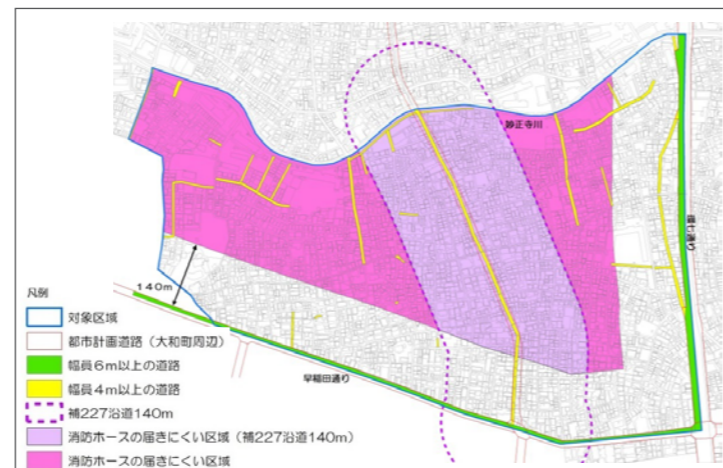 妙正寺川
環七通り
140m
早稲田通り
凡例
対象区域
都市計画道路（大和町周辺）
幅員6m以上の道路
幅員4m以上の道路
補227沿道140m
消防ホースの届きにくい区域（補227沿道140m）
消防ホースの届きにくい区域